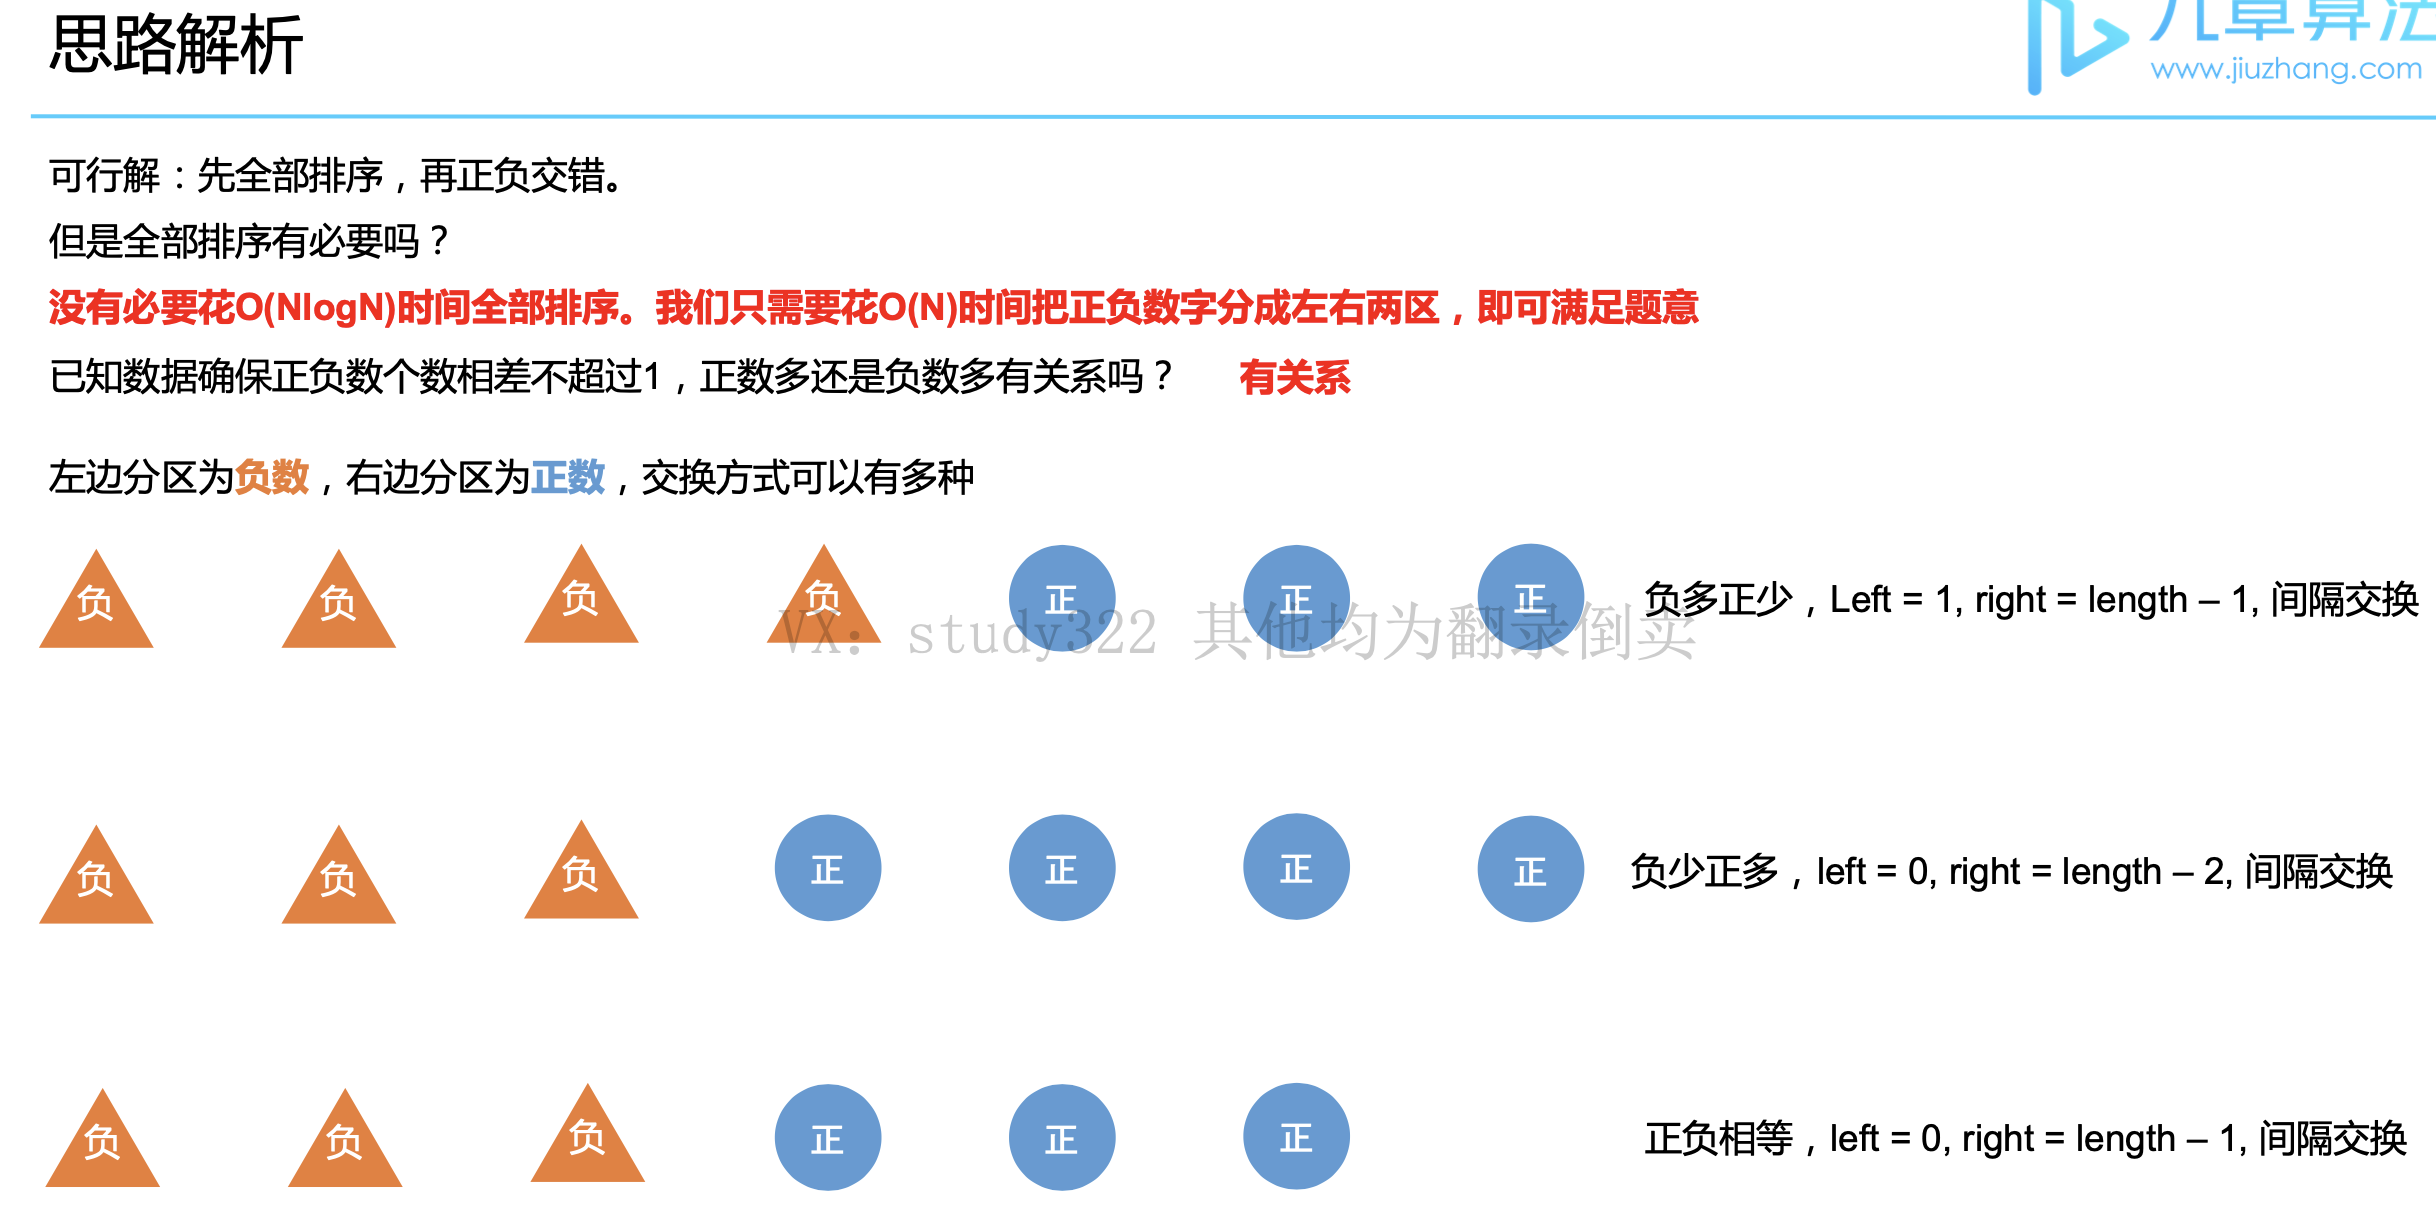 思路解析
九章算法
www.jiuzhang.com
可行解：先全部排序，再正负交错。
但是全部排序有必要吗？
没有必要花O(NlogN)时间全部排序。我们只需要花O(N)时间把正负数字分成左右两区，即可满足题意
已知数据确保正负数个数相差不超过1，正数多还是负数多有关系吗？ 有关系
左边分区为负数，右边分区为正数，交换方式可以有多种
负 负 负 负 正 正 正 负多正少，Left = 1, right = length – 1, 间隔交换
VX：study322 其他均为翻录倒卖
负 负 负 正 正 正 正 负少正多，left = 0, right = length – 2, 间隔交换
负 负 负 正 正 正 正负相等，left = 0, right = length – 1, 间隔交换